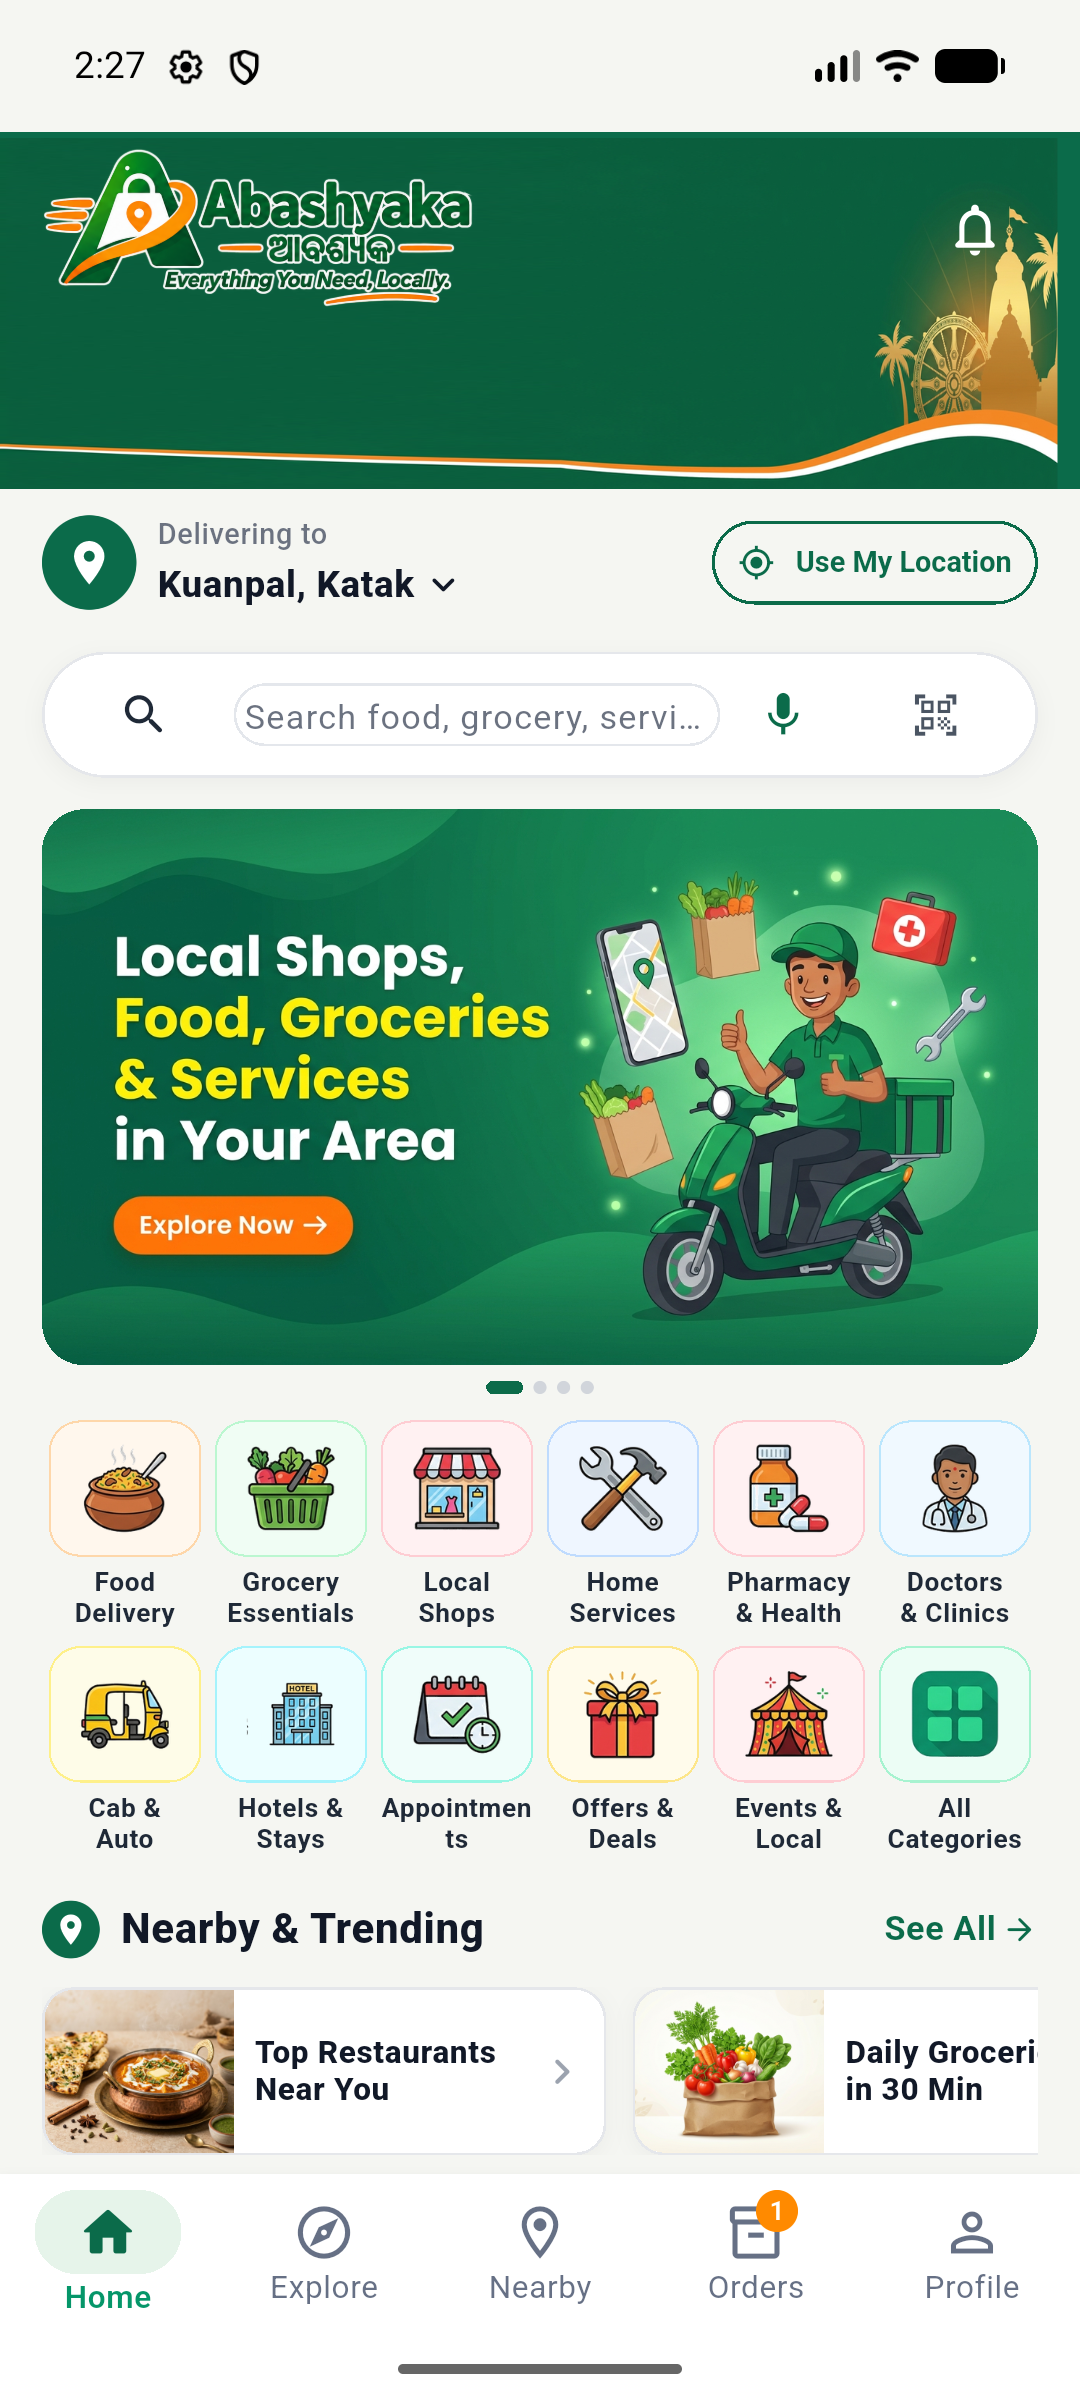 2:27
Abashyaka
ଆବଶ୍ୟକ
Everything You Need, Locally.
Delivering to
Kuanpal, Katak
Use My Location
Search food, grocery, servi...
Local Shops,
Food, Groceries
& Services
in Your Area
Explore Now →
Food
Delivery
Grocery
Essentials
Local
Shops
Home
Services
Pharmacy
& Health
Doctors
& Clinics
HOTEL
Cab &
Auto
Hotels &
Stays
Appointmen
ts
Offers &
Deals
Events &
Local
All
Categories
Nearby & Trending
See All →
Top Restaurants
Near You
Daily Groceri
in 30 Min
1
Home
Explore
Nearby
Orders
Profile